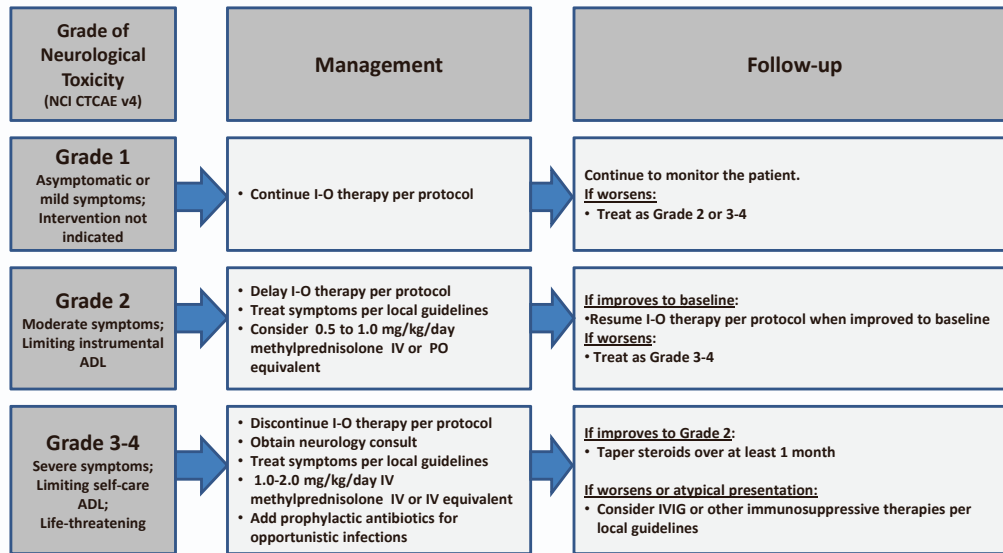 Grade of
Neurological
Toxicity
(NCI CTCAE v4)
Management
Follow-up
Grade 1
Asymptomatic or
mild symptoms;
Intervention not
indicated
• Continue I-O therapy per protocol
Continue to monitor the patient.
If worsens:
• Treat as Grade 2 or 3-4
Grade 2
Moderate symptoms;
Limiting instrumental
ADL
• Delay I-O therapy per protocol
• Treat symptoms per local guidelines
• Consider 0.5 to 1.0 mg/kg/day
methylprednisolone IV or PO
equivalent
If improves to baseline:
•Resume I-O therapy per protocol when improved to baseline
If worsens:
• Treat as Grade 3-4
Grade 3-4
Severe symptoms;
Limiting self-care
ADL;
Life-threatening
• Discontinue I-O therapy per protocol
• Obtain neurology consult
• Treat symptoms per local guidelines
• 1.0-2.0 mg/kg/day IV
methylprednisolone IV or IV equivalent
• Add prophylactic antibiotics for
opportunistic infections
If improves to Grade 2:
• Taper steroids over at least 1 month
If worsens or atypical presentation:
• Consider IVIG or other immunosuppressive therapies per
local guidelines